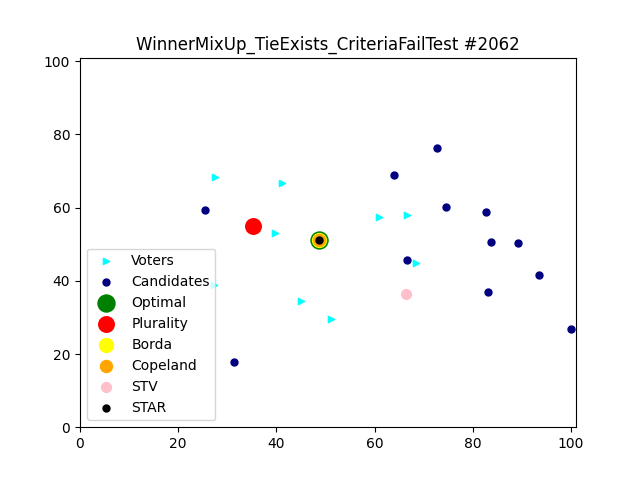 WinnerMixUp_TieExists_CriteriaFailTest #2062
100
80
60
40
20
0
Voters
Candidates
Optimal
Plurality
Borda
Copeland
STV
STAR
0 20 40 60 80 100